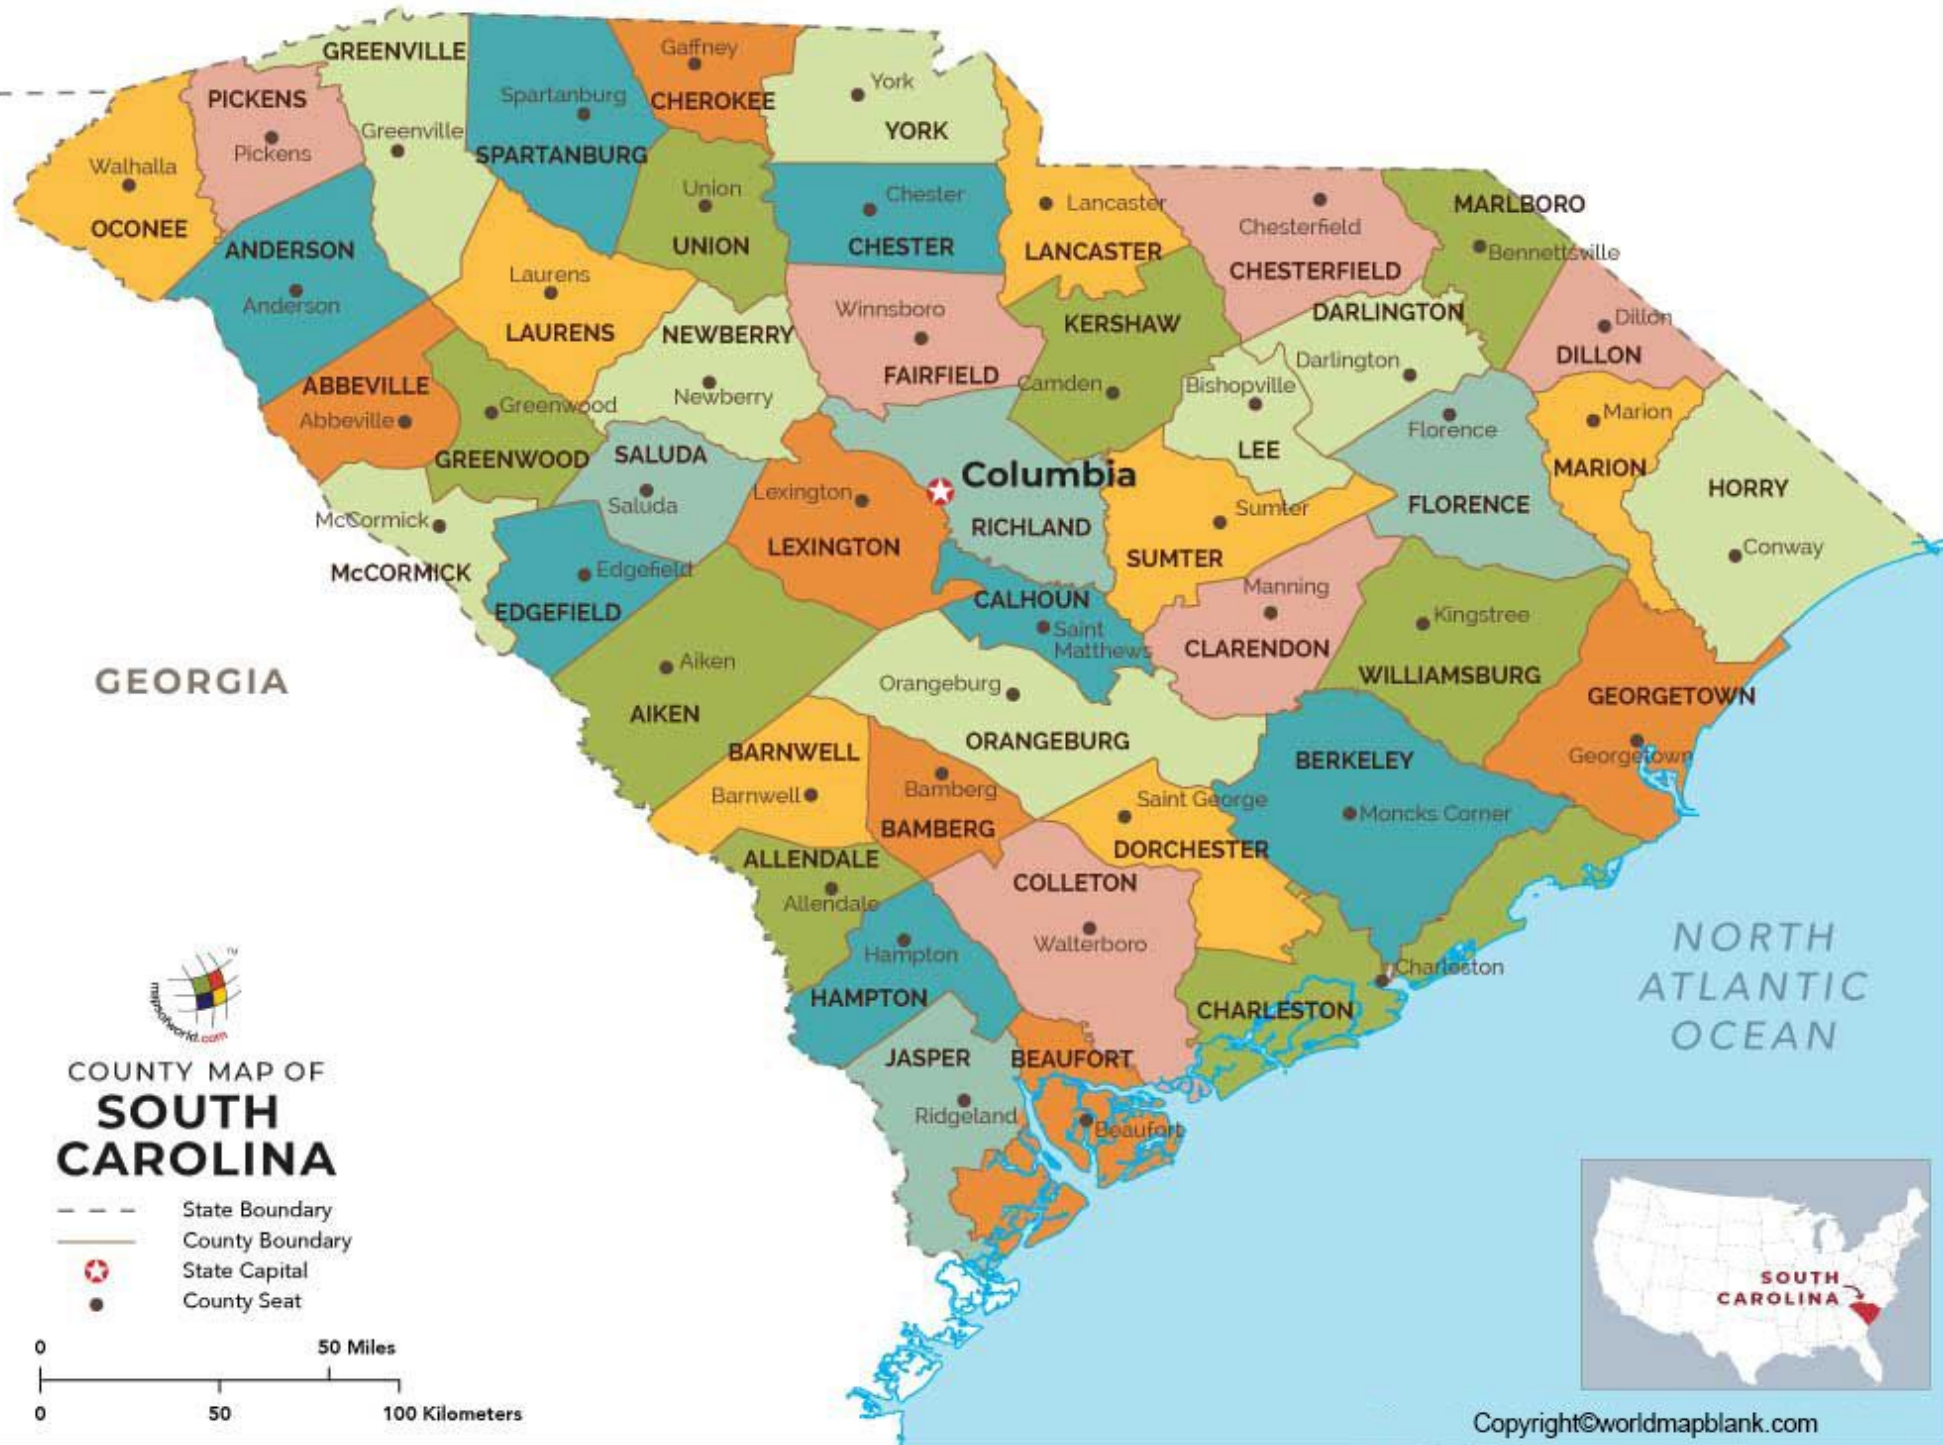 GREENVILLE
Gaffney
PICKENS
Spartanburg
CHEROKEE
York
YORK
Greenville
Pickens
SPARTANBURG
Walhalla
OCONEE
Union
UNION
Chester
CHESTER
Lancaster
LANCASTER
Chesterfield
CHESTERFIELD
MARLBORO
Bennettsville
ANDERSON
Anderson
Laurens
LAURENS
NEWBERRY
Newberry
Winnsboro
FAIRFIELD
KERSHAW
Camden
DARLINGTON
Darlington
Dillon
DILLON
ABBEVILLE
Abbeville
Greenwood
GREENWOOD
SALUDA
Saluda
Lexington
LEXINGTON
Columbia
RICHLAND
Bishopville
LEE
Sumter
SUMTER
Florence
FLORENCE
Marion
MARION
HORRY
Conway
McCormick
McCORMICK
Edgefield
EDGEFIELD
CALHOUN
Saint
Matthews
Manning
CLARENDON
Kingstree
WILLIAMSBURG
GEORGETOWN
Georgetown
GEORGIA
Aiken
AIKEN
Orangeburg
ORANGEBURG
BARNWELL
Barnwell
Bamberg
BAMBERG
Saint George
DORCHESTER
BERKELEY
Moncks Corner
ALLENDALE
Allendale
COLLETON
Walterboro
Hampton
HAMPTON
Charleston
CHARLESTON
JASPER
Ridgeland
BEAUFORT
Beaufort
NORTH
ATLANTIC
OCEAN
TM
mapsofworld.com
COUNTY MAP OF
SOUTH
CAROLINA
State Boundary
County Boundary
State Capital
County Seat
0 50 Miles
0 50 100 Kilometers
SOUTH
CAROLINA
Copyright©worldmapblank.com